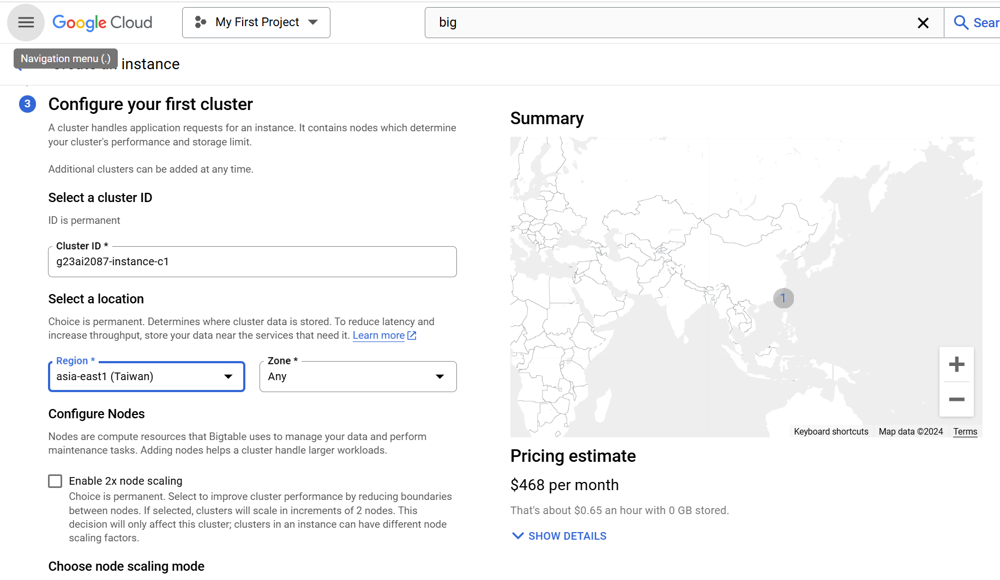 Google Cloud
My First Project
big
Sear
Navigation menu (.)
instance
3
Configure your first cluster
A cluster handles application requests for an instance. It contains nodes which determine
your cluster's performance and storage limit.
Additional clusters can be added at any time.
Select a cluster ID
ID is permanent
Cluster ID *
g23ai2087-instance-c1
Select a location
Choice is permanent. Determines where cluster data is stored. To reduce latency and
increase throughput, store your data near the services that need it. Learn more
Region *
asia-east1 (Taiwan)
Zone *
Any
Configure Nodes
Nodes are compute resources that Bigtable uses to manage your data and perform
maintenance tasks. Adding nodes helps a cluster handle larger workloads.
Enable 2x node scaling
Choice is permanent. Select to improve cluster performance by reducing boundaries
between nodes. If selected, clusters will scale in increments of 2 nodes. This
decision will only affect this cluster; clusters in an instance can have different node
scaling factors.
Choose node scaling mode
Summary
1
Keyboard shortcuts
Map data ©2024
Terms
Pricing estimate
$468 per month
That's about $0.65 an hour with 0 GB stored.
SHOW DETAILS